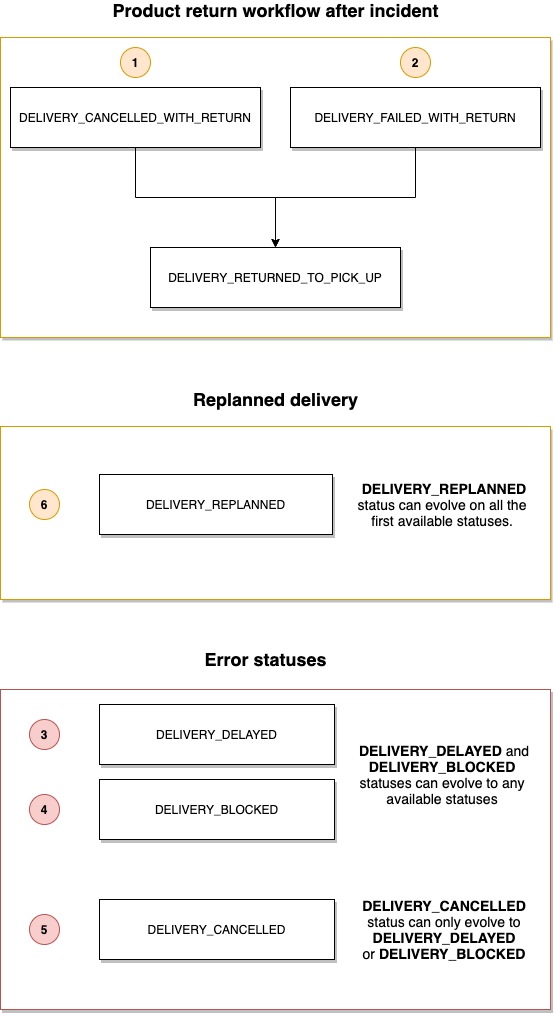 Product return workflow after incident
1
2
DELIVERY_CANCELLED_WITH_RETURN
DELIVERY_FAILED_WITH_RETURN
DELIVERY_RETURNED_TO_PICK_UP
Replanned delivery
6
DELIVERY_REPLANNED
DELIVERY_REPLANNED
status can evolve on all the
first available statuses.
Error statuses
3
DELIVERY_DELAYED
4
DELIVERY_BLOCKED
DELIVERY_DELAYED and
DELIVERY_BLOCKED
statuses can evolve to any
available statuses
5
DELIVERY_CANCELLED
DELIVERY_CANCELLED
status can only evolve to
DELIVERY_DELAYED
or DELIVERY_BLOCKED